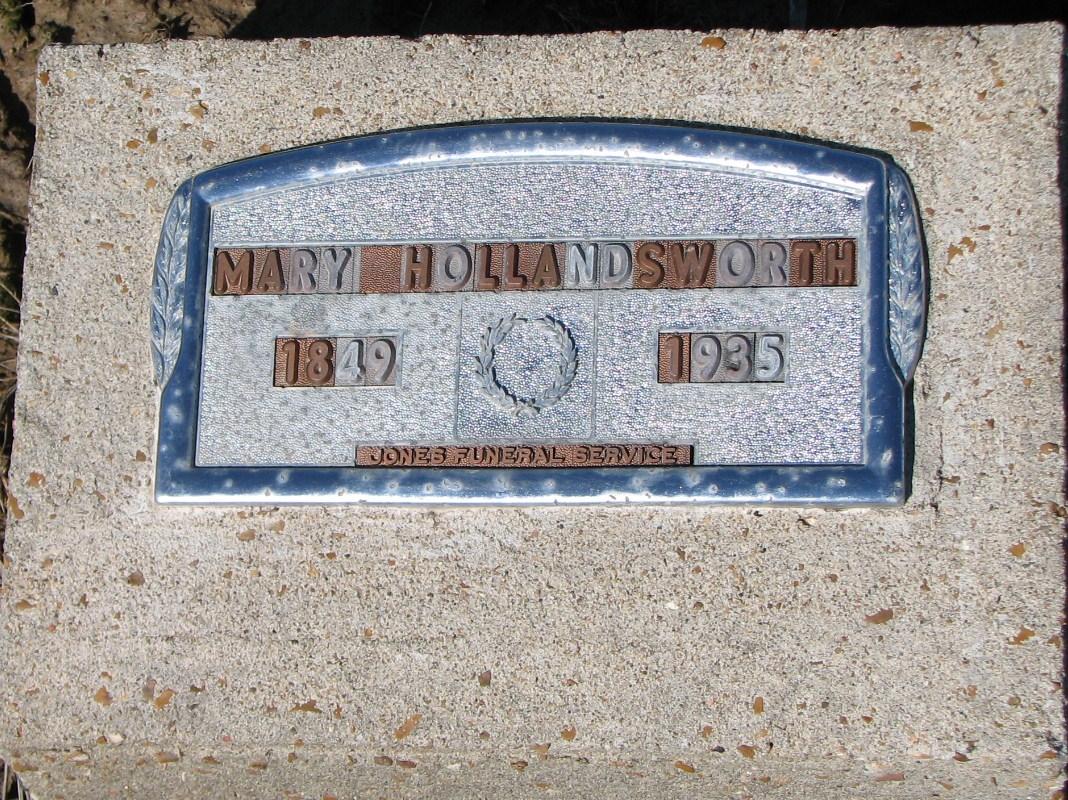 MARY HOLLANDSWORTH
1849 1935
JONES FUNERAL SERVICE